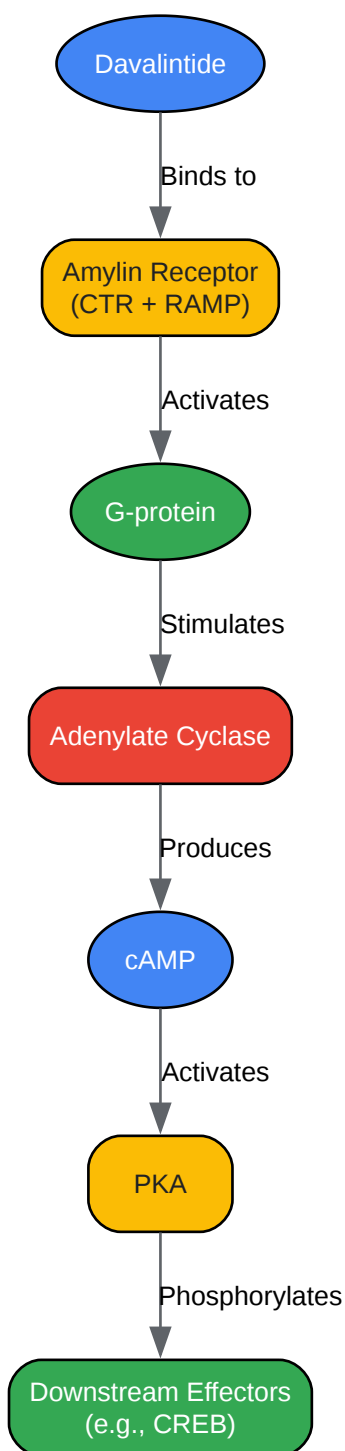 Davalintide
Binds to
Amylin Receptor
(CTR + RAMP)
Activates
G-protein
Stimulates
Adenylate Cyclase
Produces
cAMP
Activates
PKA
Phosphorylates
Downstream Effectors
(e.g., CREB)